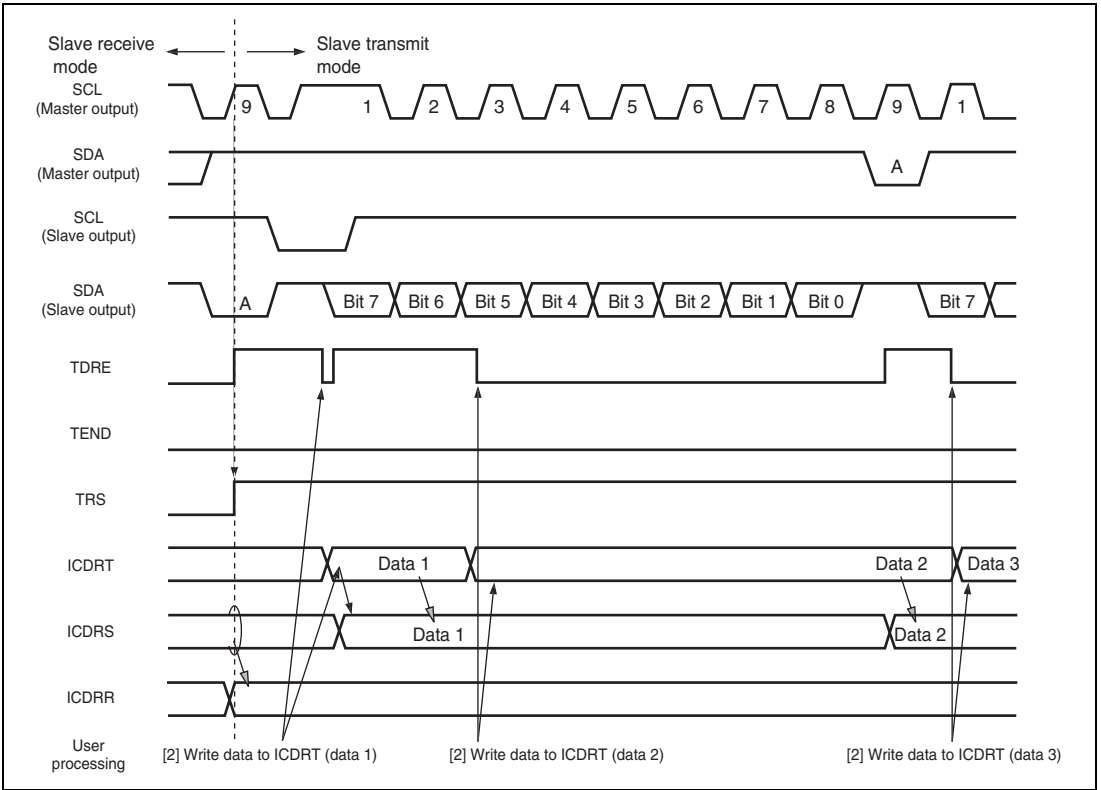 Slave receive mode
Slave transmit mode
SCL
(Master output)
9 1 2 3 4 5 6 7 8 9 1
SDA
(Master output)
A
SCL
(Slave output)
SDA
(Slave output)
A Bit 7 Bit 6 Bit 5 Bit 4 Bit 3 Bit 2 Bit 1 Bit 0 Bit 7
TDRE
TEND
TRS
ICDRT
Data 1 Data 2 Data 3
ICDRS
Data 1 Data 2
ICDRR
User
processing
[2] Write data to ICDRT (data 1) [2] Write data to ICDRT (data 2) [2] Write data to ICDRT (data 3)